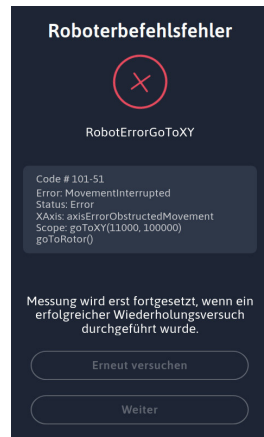 Roboterbefehlsfehler
RobotErrorGoToXY
Code # 101-51
Error: MovementInterrupted
Status: Error
XAxis: axisErrorObstructedMovement
Scope: goToXY(11000, 100000)
goToRotor()
Messung wird erst fortgesetzt, wenn ein
erfolgreicher Wiederholungsversuch
durchgeführt wurde.
Erneut versuchen
Weiter